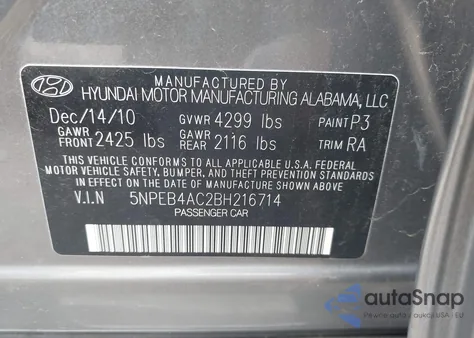 MANUFACTURED BY
HYUNDAI MOTOR MANUFACTURING ALABAMA, LLC.
Dec/14/10 GVWR 4299 lbs PAINT P3
GAWR FRONT 2425 lbs GAWR REAR 2116 lbs TRIM RA
THIS VEHICLE CONFORMS TO ALL APPLICABLE U.S.A. FEDERAL
MOTOR VEHICLE SAFETY, BUMPER, AND THEFT PREVENTION
STANDARDS IN EFFECT ON THE DATE OF MANUFACTURE SHOWN ABOVE.
V.I.N 5NPEB4AC2BH216714
PASSENGER CAR
autoSnap